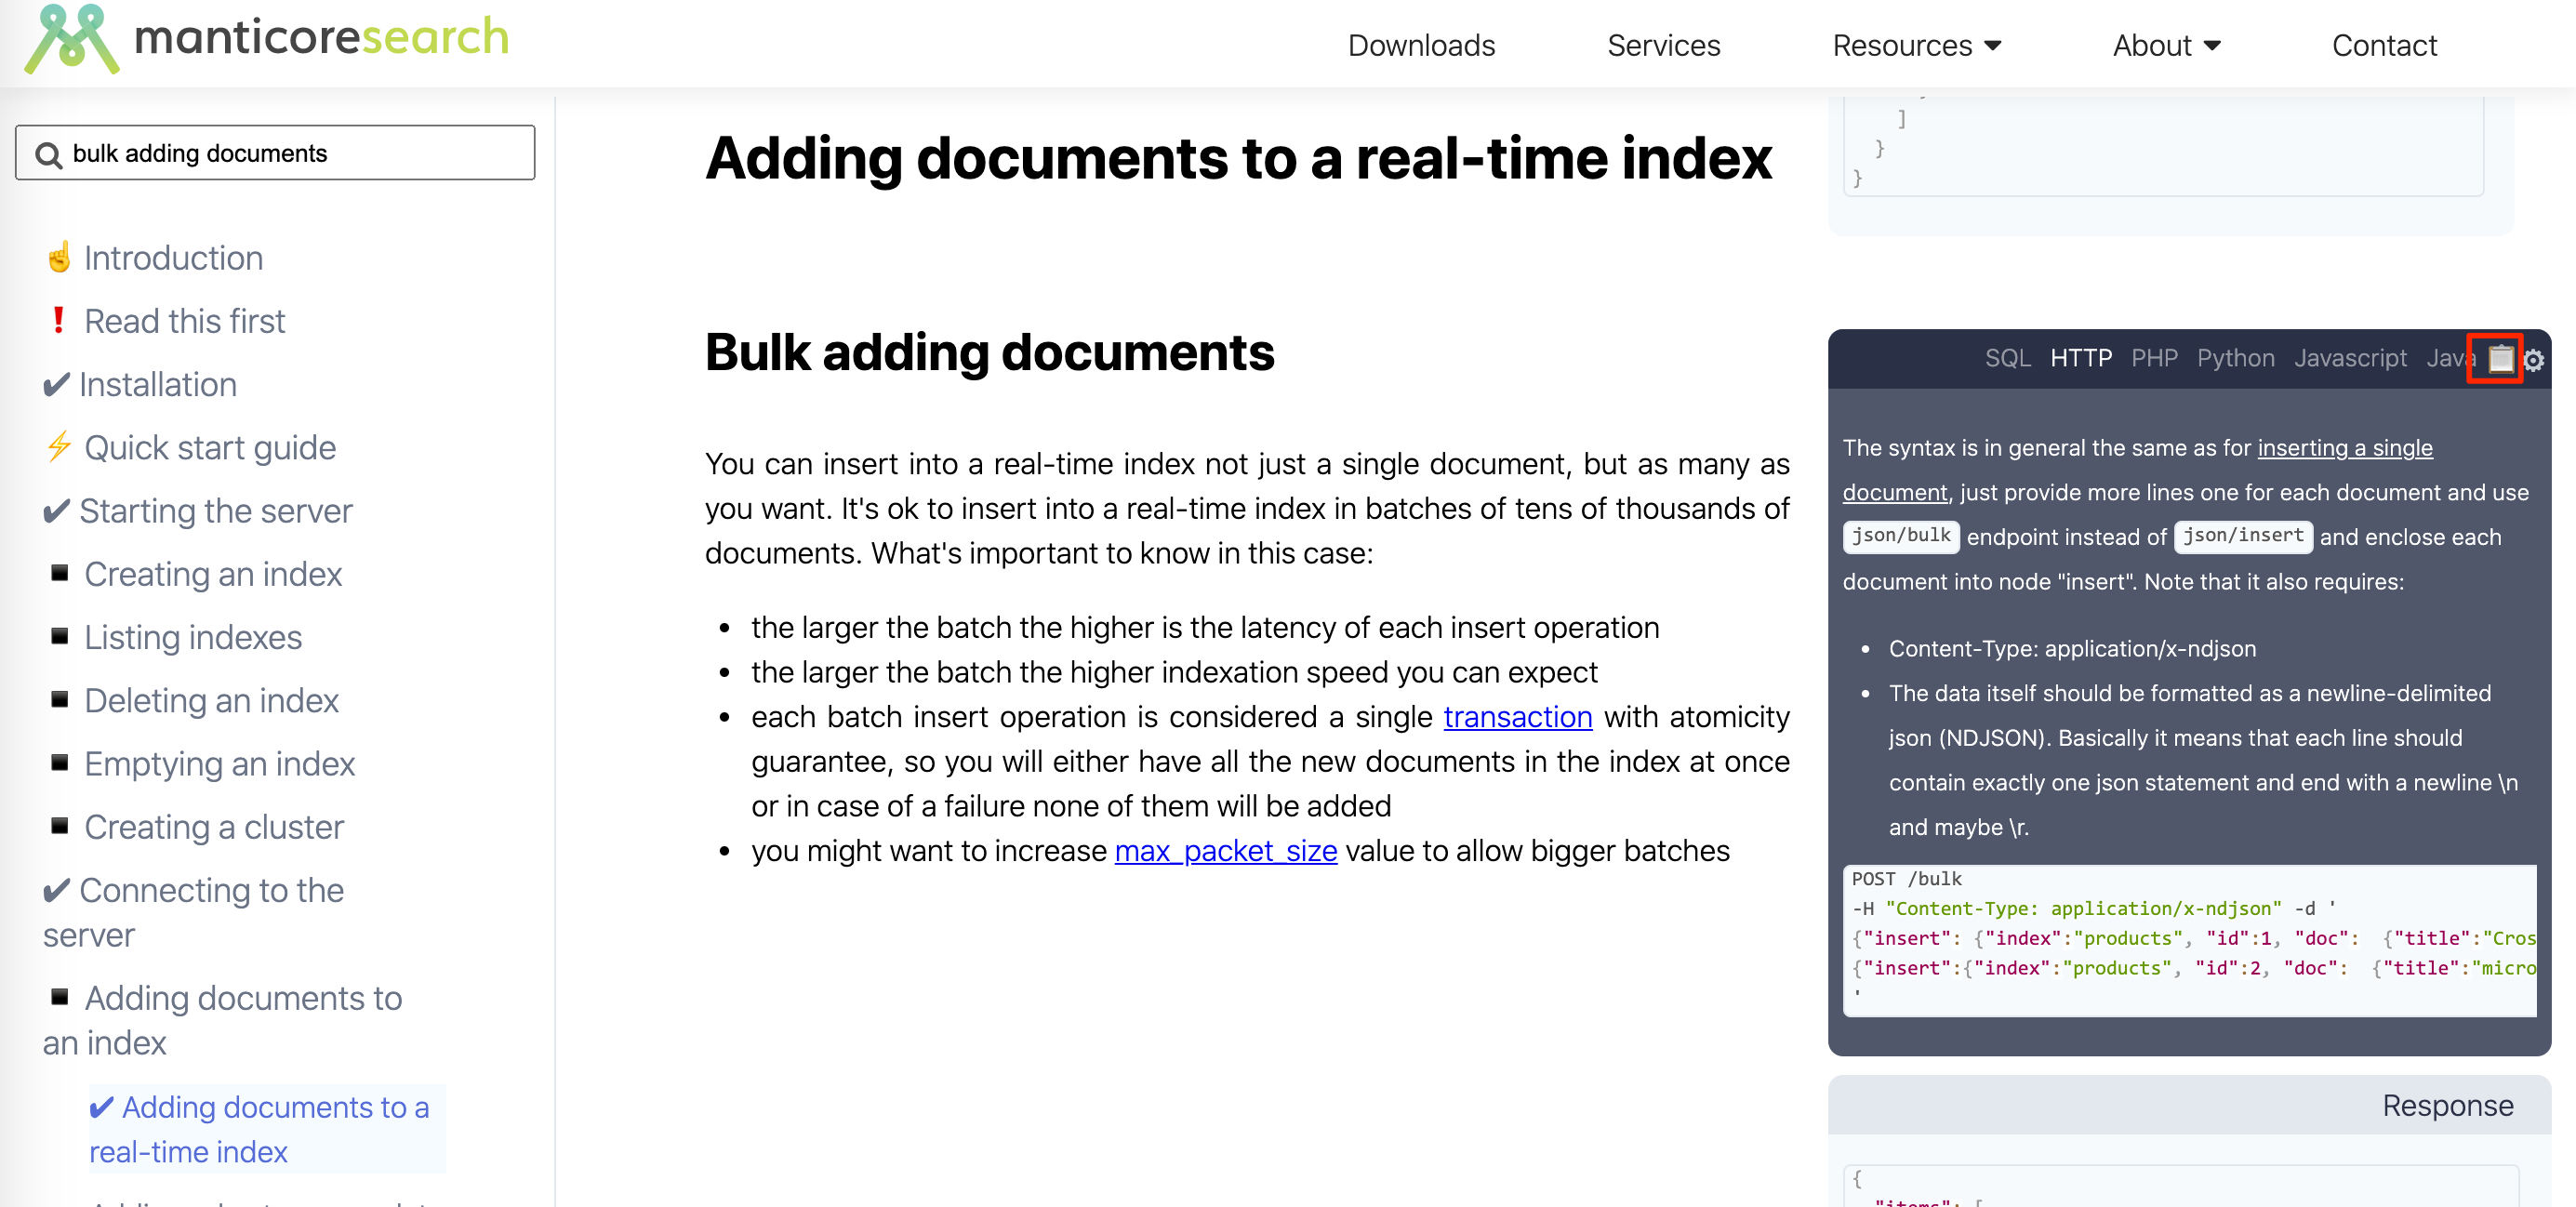 manticoresearch
Downloads
Services
Resources
About
Contact
bulk adding documents
Introduction
Read this first
Installation
Quick start guide
Starting the server
Creating an index
Listing indexes
Deleting an index
Emptying an index
Creating a cluster
Connecting to the
server
Adding documents to
an index
Adding documents to a
real-time index
Adding documents to a real-time index
Bulk adding documents
You can insert into a real-time index not just a single document, but as many as
you want. It's ok to insert into a real-time index in batches of tens of thousands of
documents. What's important to know in this case:
• the larger the batch the higher is the latency of each insert operation
• the larger the batch the higher indexation speed you can expect
• each batch insert operation is considered a single transaction with atomicity
guarantee, so you will either have all the new documents in the index at once
or in case of a failure none of them will be added
• you might want to increase max_packet_size value to allow bigger batches
]
}
}
SQL HTTP PHP Python Javascript Java
The syntax is in general the same as for inserting a single
document, just provide more lines one for each document and use
json/bulk endpoint instead of json/insert and enclose each
document into node "insert". Note that it also requires:
• Content-Type: application/x-ndjson
• The data itself should be formatted as a newline-delimited
json (NDJSON). Basically it means that each line should
contain exactly one json statement and end with a newline \n
and maybe \r.
POST /bulk
-H "Content-Type: application/x-ndjson" -d '
{"insert": {"index":"products", "id":1, "doc":  {"title":"Cros
{"insert":{"index":"products", "id":2, "doc":  {"title":"micro
'
Response
{
"items": [